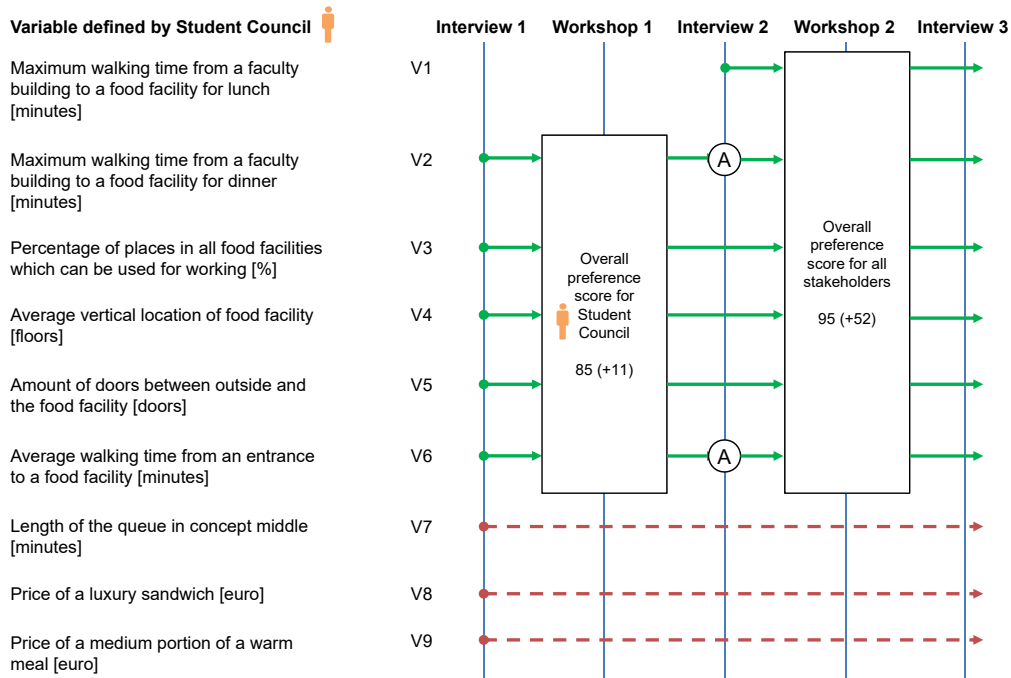 Variable defined by Student Council
Interview 1
Workshop 1
Interview 2
Workshop 2
Interview 3
Maximum walking time from a faculty
building to a food facility for lunch
[minutes]
V1
Maximum walking time from a faculty
building to a food facility for dinner
[minutes]
V2
A
Percentage of places in all food facilities
which can be used for working [%]
V3
Average vertical location of food facility
[floors]
V4
Amount of doors between outside and
the food facility [doors]
V5
Average walking time from an entrance
to a food facility [minutes]
V6
A
Length of the queue in concept middle
[minutes]
V7
Price of a luxury sandwich [euro]
V8
Price of a medium portion of a warm
meal [euro]
V9
Overall
preference
score for
Student
Council
85 (+11)
Overall
preference
score for all
stakeholders
95 (+52)